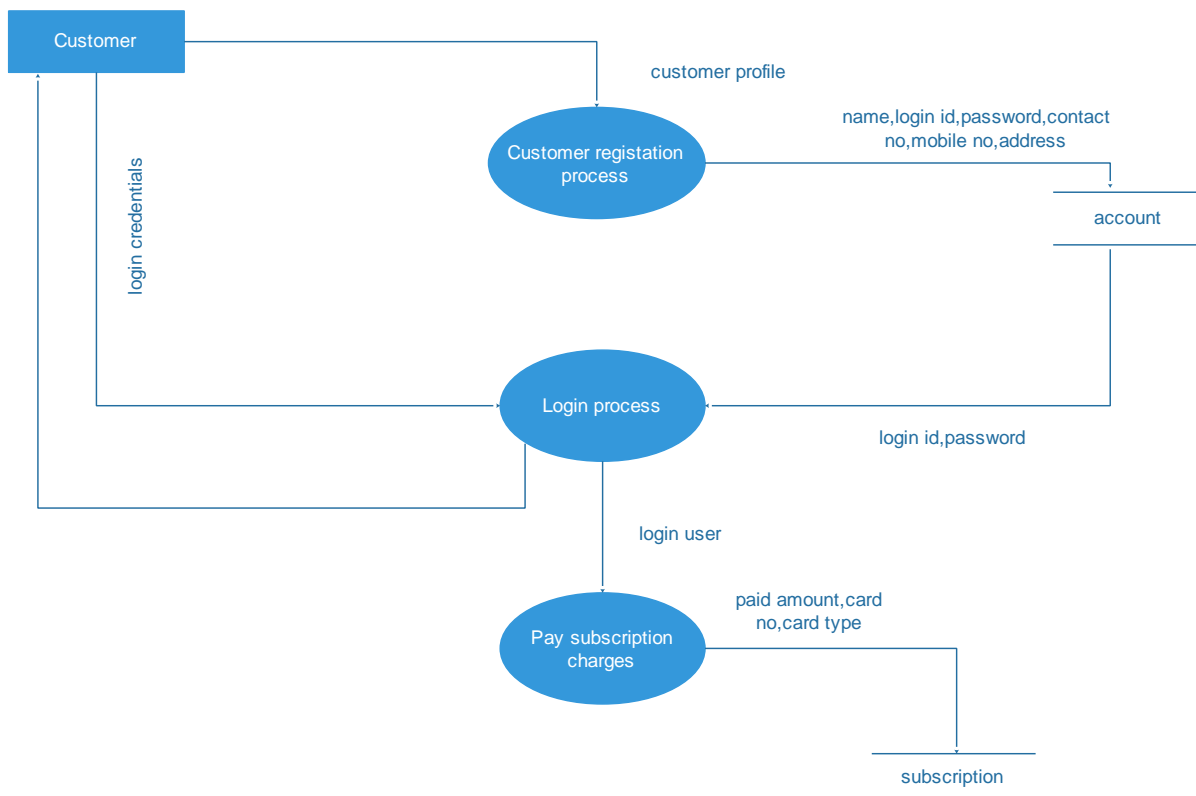 Customer
customer profile
name,login id,password,contact
no,mobile no,address
Customer registation
process
account
login credentials
Login process
login id,password
login user
paid amount,card
no,card type
Pay subscription
charges
subscription